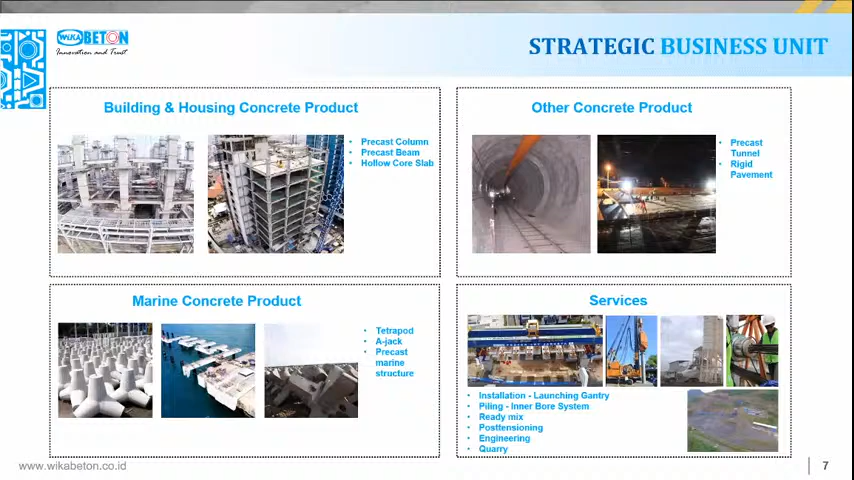 WIKA BETON
Innovation and Trust
STRATEGIC BUSINESS UNIT
Building & Housing Concrete Product
• Precast Column
• Precast Beam
• Hollow Core Slab
Other Concrete Product
• Precast
Tunnel
• Rigid
Pavement
Marine Concrete Product
• Tetrapod
• A-jack
• Precast
marine
structure
Services
• Installation - Launching Gantry
• Piling - Inner Bore System
• Ready mix
• Posttensioning
• Engineering
• Quarry
www.wikabeton.co.id
7